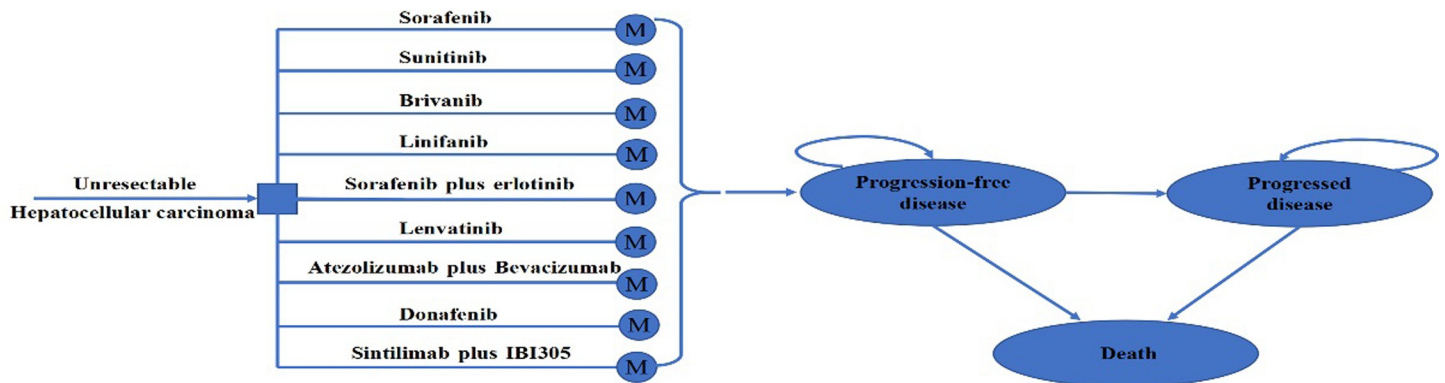 Sorafenib
M
Sunitinib
M
Brivanib
M
Linifanib
M
Unresectable
Hepatocellular carcinoma
Sorafenib plus erlotinib
M
Lenvatinib
M
Atezolizumab plus Bevacizumab
M
Donafenib
M
Sintilimab plus IBI305
M
Progression-free
disease
Progressed
disease
Death